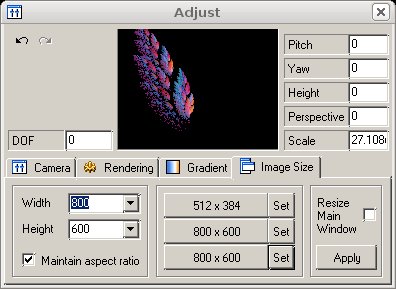 Adjust
Pitch 0
Yaw 0
Height 0
Perspective 0
DOF 0
Scale 27.108
Camera Rendering Gradient Image Size
Width 800
Height 600
Maintain aspect ratio
512 x 384 Set
800 x 600 Set
800 x 600 Set
Resize
Main
Window
Apply